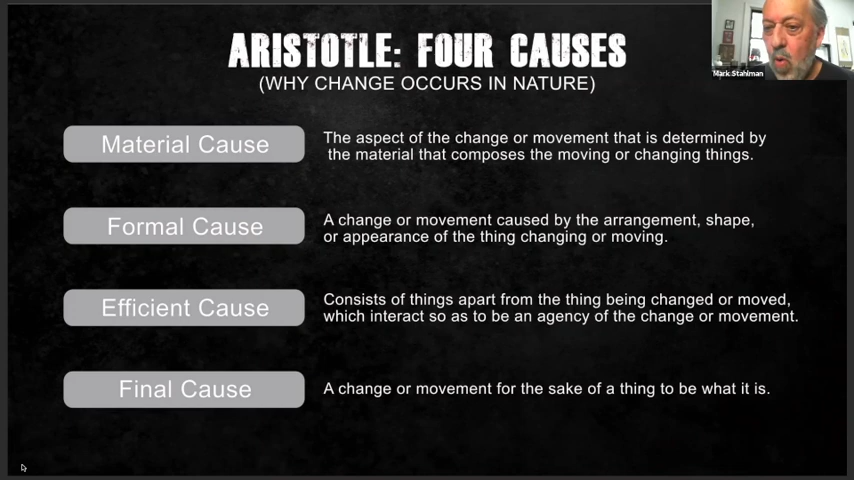 ARISTOTLE: FOUR CAUSES
(WHY CHANGE OCCURS IN NATURE)
Mark Stahlman
Material Cause
The aspect of the change or movement that is determined by
the material that composes the moving or changing things.
Formal Cause
A change or movement caused by the arrangement, shape,
or appearance of the thing changing or moving.
Efficient Cause
Consists of things apart from the thing being changed or moved,
which interact so as to be an agency of the change or movement.
Final Cause
A change or movement for the sake of a thing to be what it is.